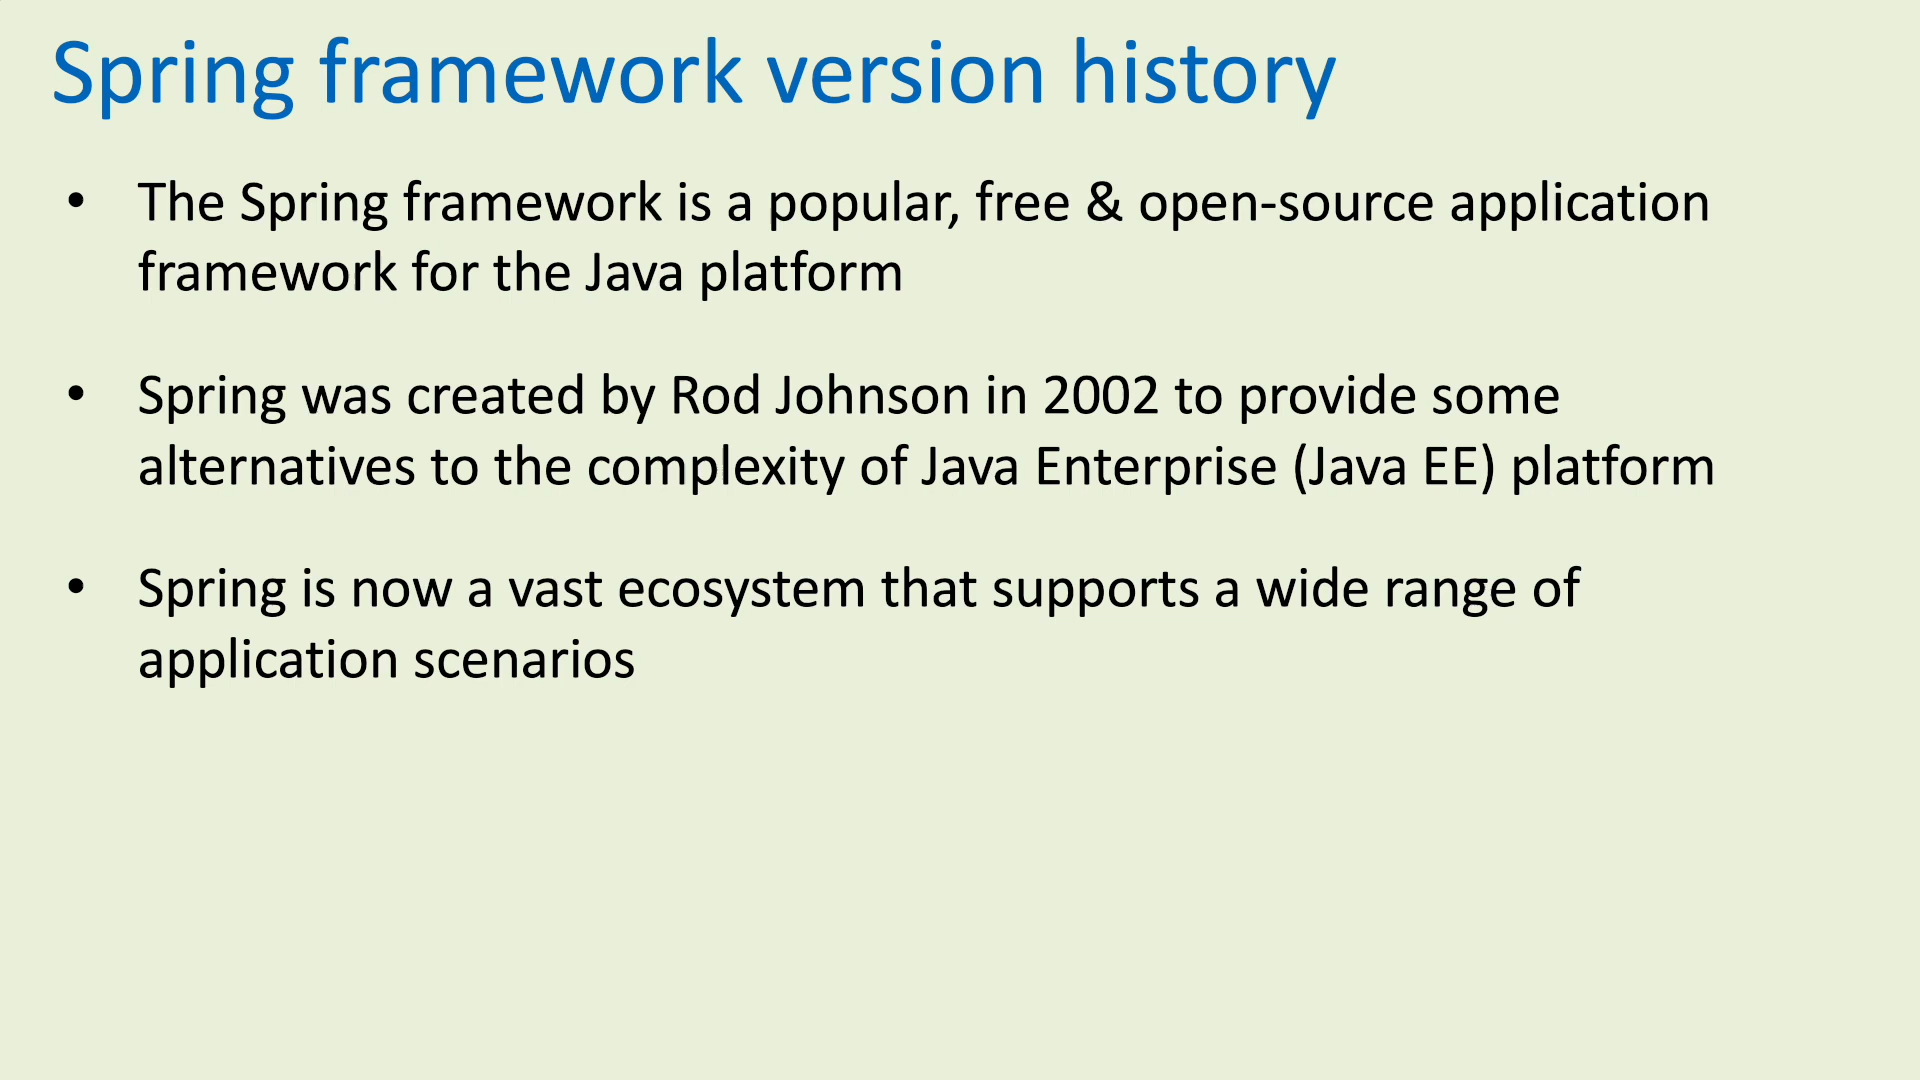 Spring framework version history
• The Spring framework is a popular, free & open-source application
framework for the Java platform
• Spring was created by Rod Johnson in 2002 to provide some
alternatives to the complexity of Java Enterprise (Java EE) platform
• Spring is now a vast ecosystem that supports a wide range of
application scenarios